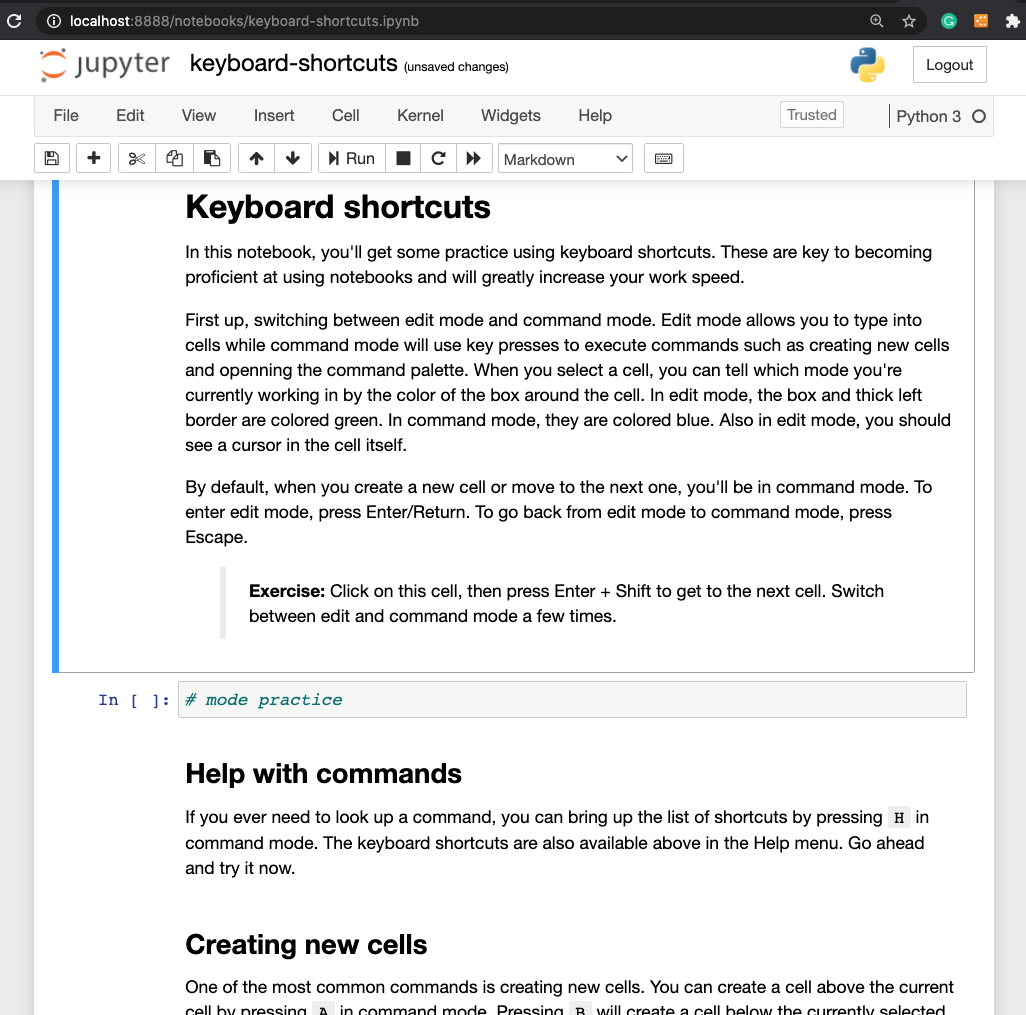 localhost:8888/notebooks/keyboard-shortcuts.ipynb
jupyter keyboard-shortcuts (unsaved changes) Logout
File Edit View Insert Cell Kernel Widgets Help Trusted Python 3
Run Markdown
Keyboard shortcuts
In this notebook, you'll get some practice using keyboard shortcuts. These are key to becoming
proficient at using notebooks and will greatly increase your work speed.
First up, switching between edit mode and command mode. Edit mode allows you to type into
cells while command mode will use key presses to execute commands such as creating new cells
and openning the command palette. When you select a cell, you can tell which mode you're
currently working in by the color of the box around the cell. In edit mode, the box and thick left
border are colored green. In command mode, they are colored blue. Also in edit mode, you should
see a cursor in the cell itself.
By default, when you create a new cell or move to the next one, you'll be in command mode. To
enter edit mode, press Enter/Return. To go back from edit mode to command mode, press
Escape.
Exercise: Click on this cell, then press Enter + Shift to get to the next cell. Switch
between edit and command mode a few times.
In [ ]: # mode practice
Help with commands
If you ever need to look up a command, you can bring up the list of shortcuts by pressing H in
command mode. The keyboard shortcuts are also available above in the Help menu. Go ahead
and try it now.
Creating new cells
One of the most common commands is creating new cells. You can create a cell above the current
cell by pressing A in command mode. Pressing B will create a cell below the currently selected